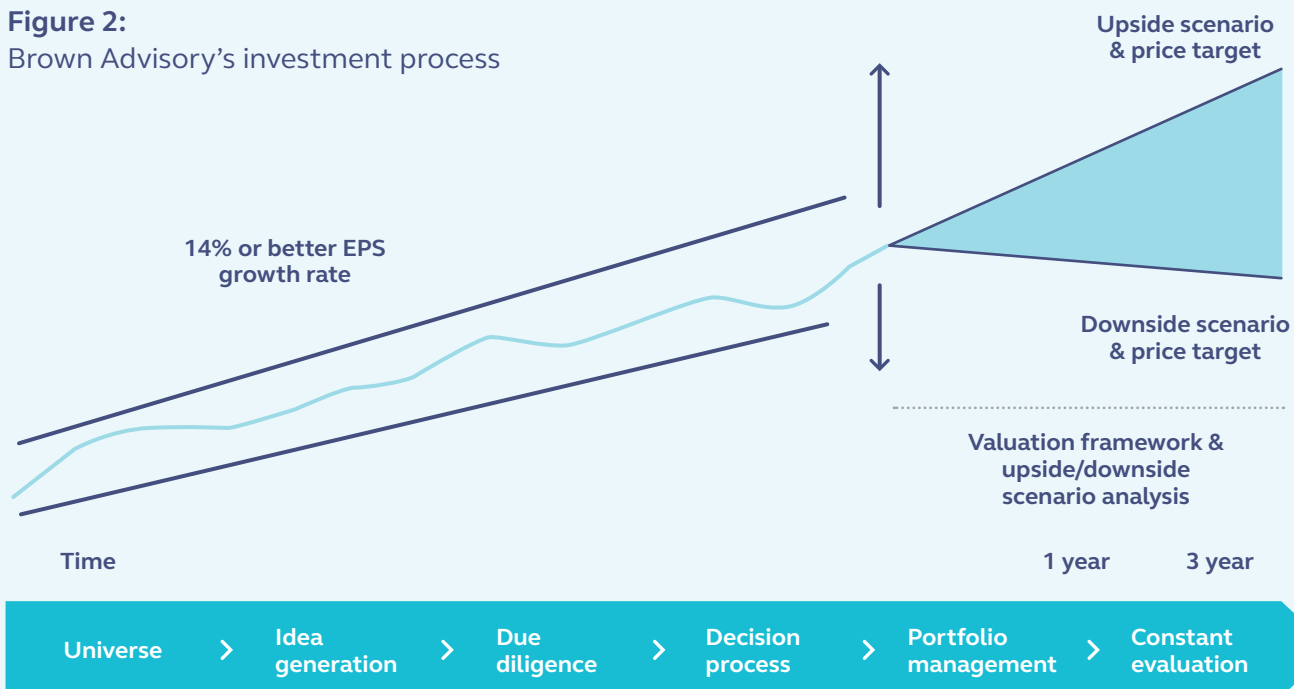 Figure 2:
Brown Advisory’s investment process
Upside scenario
& price target
14% or better EPS
growth rate
Downside scenario
& price target
Valuation framework &
upside/downside
scenario analysis
Time
1 year
3 year
Universe
Idea
generation
Due
diligence
Decision
process
Portfolio
management
Constant
evaluation